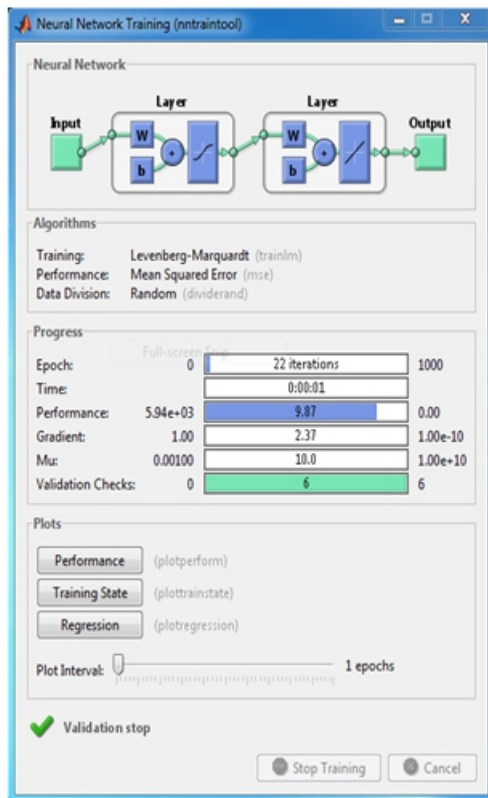 Neural Network Training (nntraintool)
Neural Network
Layer Layer
Input Output
W W
b b
+ +
Algorithms
Training: Levenberg-Marquardt (trainlm)
Performance: Mean Squared Error (mse)
Data Division: Random (dividerand)
Progress
Full-screen Snip
Epoch: 0 22 iterations 1000
Time: 0:00:01
Performance: 5.94e+03 9.87 0.00
Gradient: 1.00 2.37 1.00e-10
Mu: 0.00100 10.0 1.00e+10
Validation Checks: 0 6 6
Plots
Performance (plotperform)
Training State (plottrainstate)
Regression (plotregression)
Plot Interval: 1 epochs
Validation stop
Stop Training Cancel